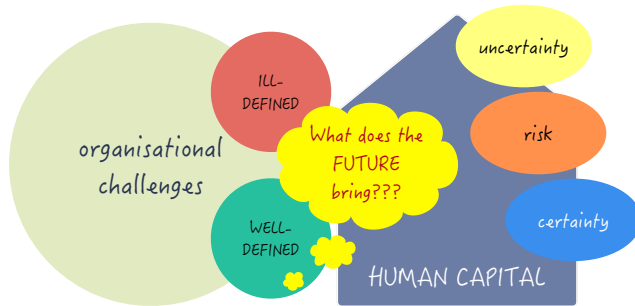 organisational
challenges
ILL-
DEFINED
WELL-
DEFINED
What does the
FUTURE
bring???
uncertainty
risk
certainty
HUMAN CAPITAL